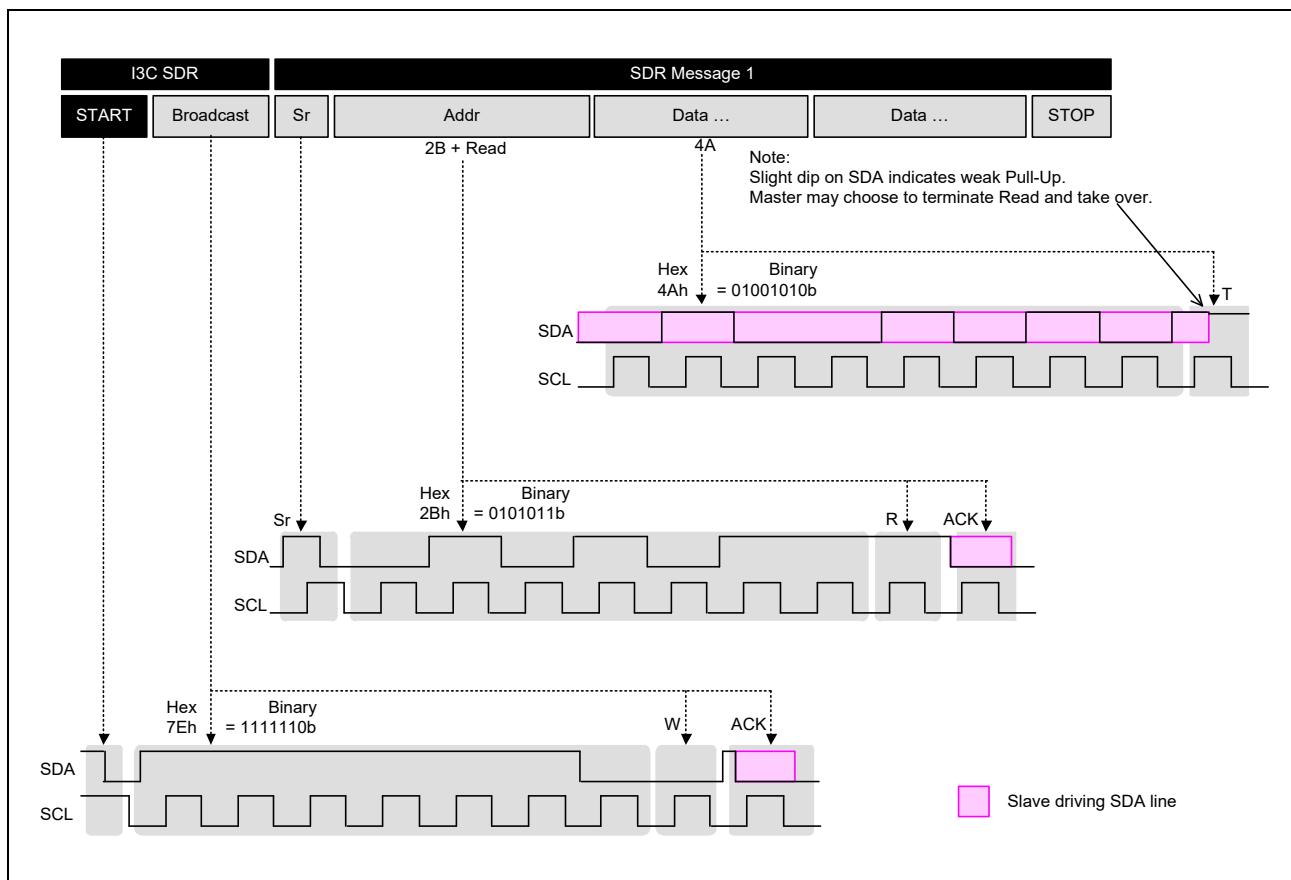 I3C SDR
SDR Message 1
START
Broadcast
Sr
Addr
Data …
Data …
STOP
2B + Read
4A
Note:
Slight dip on SDA indicates weak Pull-Up.
Master may choose to terminate Read and take over.
Hex
Binary
4Ah
= 01001010b
T
SDA
SCL
Hex
Binary
2Bh
= 0101011b
Sr
R
ACK
SDA
SCL
Hex
Binary
7Eh
= 1111110b
W
ACK
SDA
SCL
Slave driving SDA line